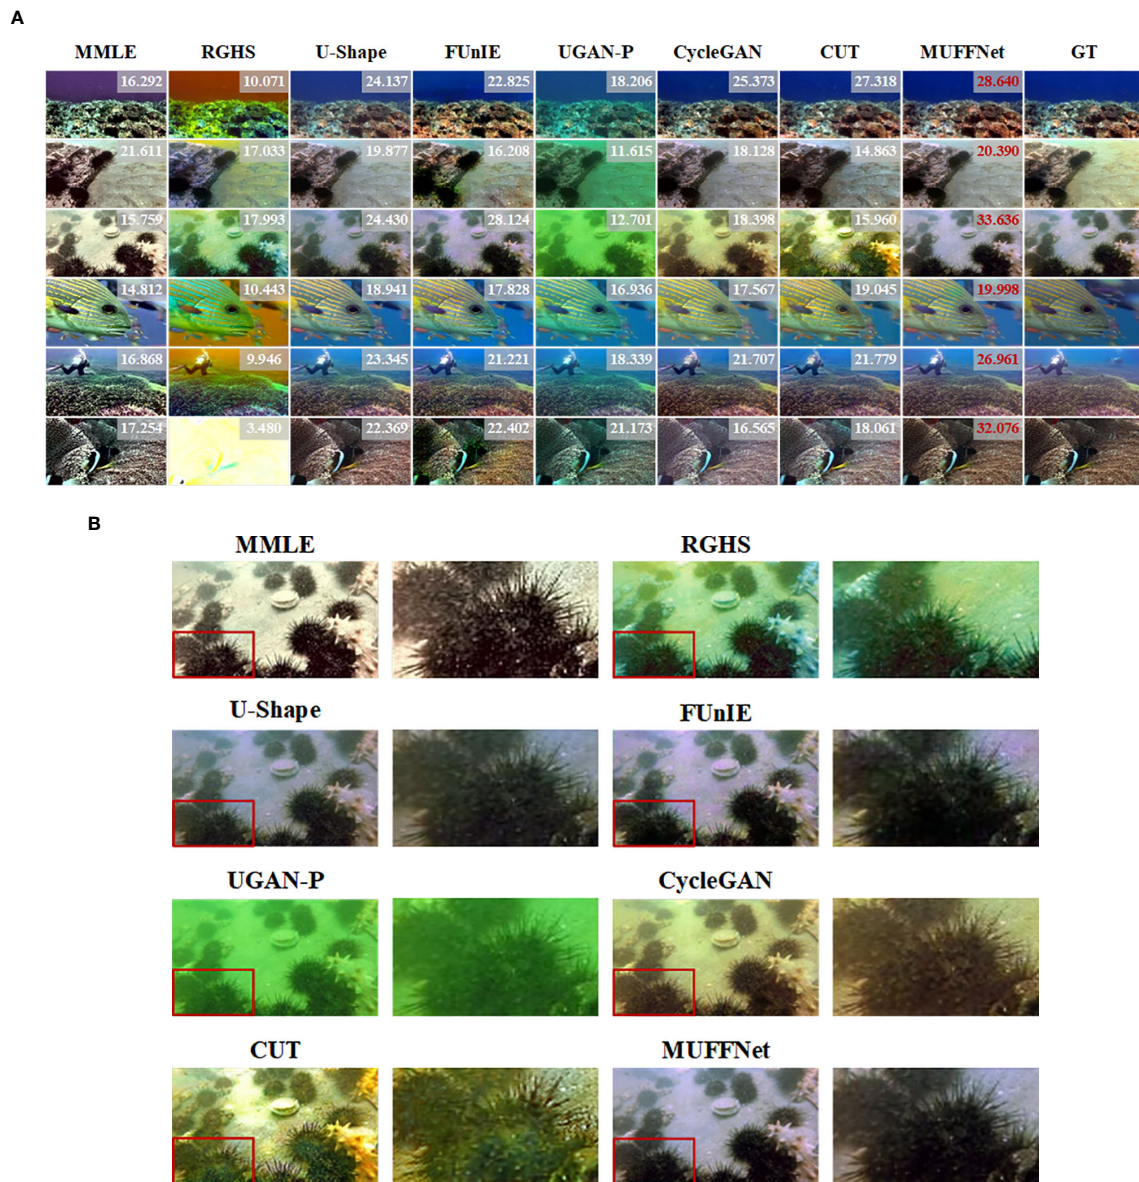 A
MMLE RGHS U-Shape FUnIE UGAN-P CycleGAN CUT MUFFNet GT
16.292 10.071 24.137 22.825 18.206 25.373 27.318 28.640
21.611 17.033 19.877 16.208 11.615 18.128 14.863 20.390
15.759 17.993 24.430 28.124 12.701 18.398 15.960 33.636
14.812 10.443 18.941 17.828 16.936 17.567 19.045 19.998
16.868 9.946 23.345 21.221 18.339 21.707 21.779 26.961
17.254 3.480 22.369 22.402 21.173 16.565 18.061 32.076
B
MMLE RGHS
U-Shape FUnIE
UGAN-P CycleGAN
CUT MUFFNet